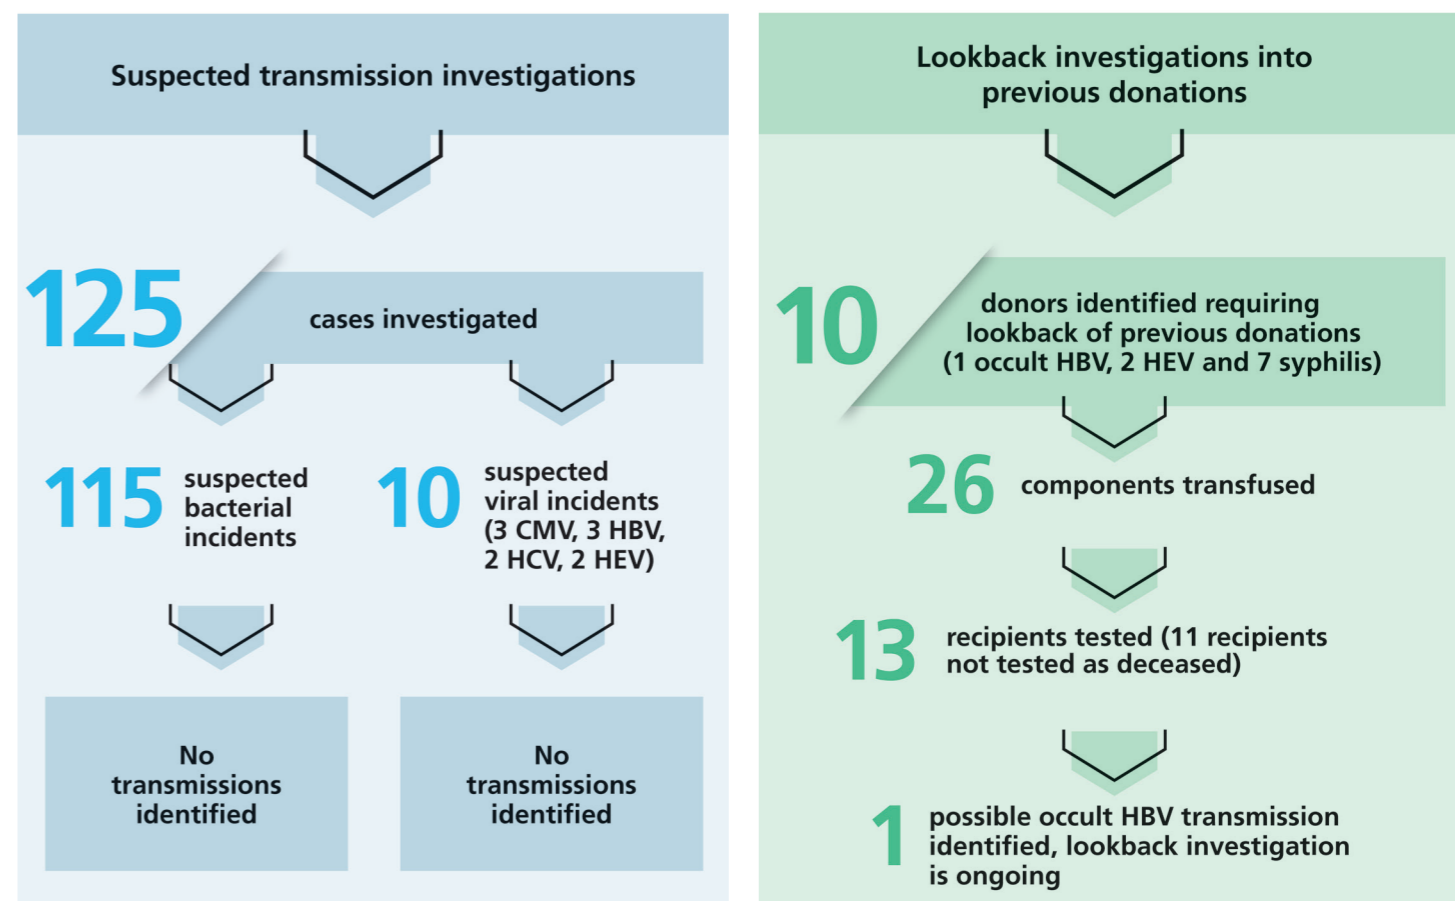 Suspected transmission investigations
125
cases investigated
115
suspected
bacterial
incidents
10
suspected
viral incidents
(3 CMV, 3 HBV,
2 HCV, 2 HEV)
No
transmissions
identified
No
transmissions
identified
Lookback investigations into
previous donations
10
donors identified requiring
lookback of previous donations
(1 occult HBV, 2 HEV and 7 syphilis)
26
components transfused
13
recipients tested (11 recipients
not tested as deceased)
1
possible occult HBV transmission
identified, lookback investigation
is ongoing